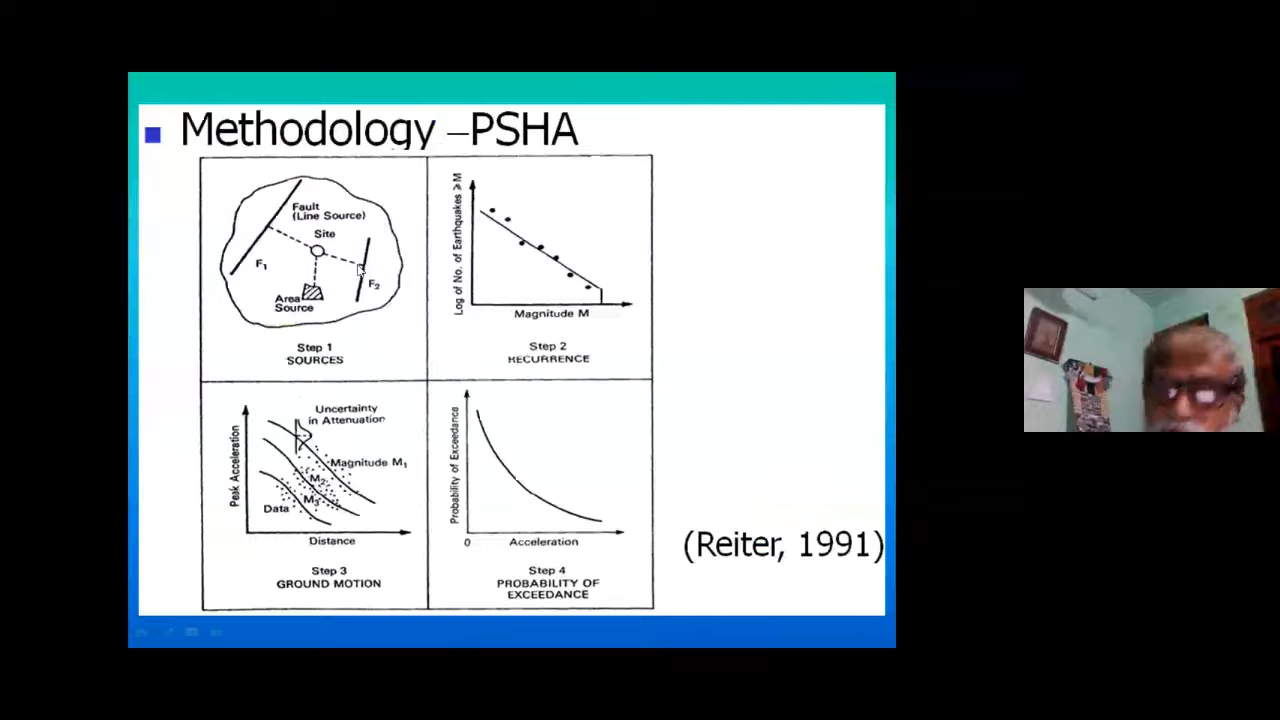 Methodology –PSHA
Fault
(Line Source)
Site
F1
F2
Area
Source
Step 1
SOURCES
Log of No. of Earthquakes ≥ M
Magnitude M
Step 2
RECURRENCE
Uncertainty
in Attenuation
Peak Acceleration
Magnitude M1
M2
M3
Data
Distance
Step 3
GROUND MOTION
Probability of Exceedance
0
Acceleration
Step 4
PROBABILITY OF
EXCEEDANCE
(Reiter, 1991)